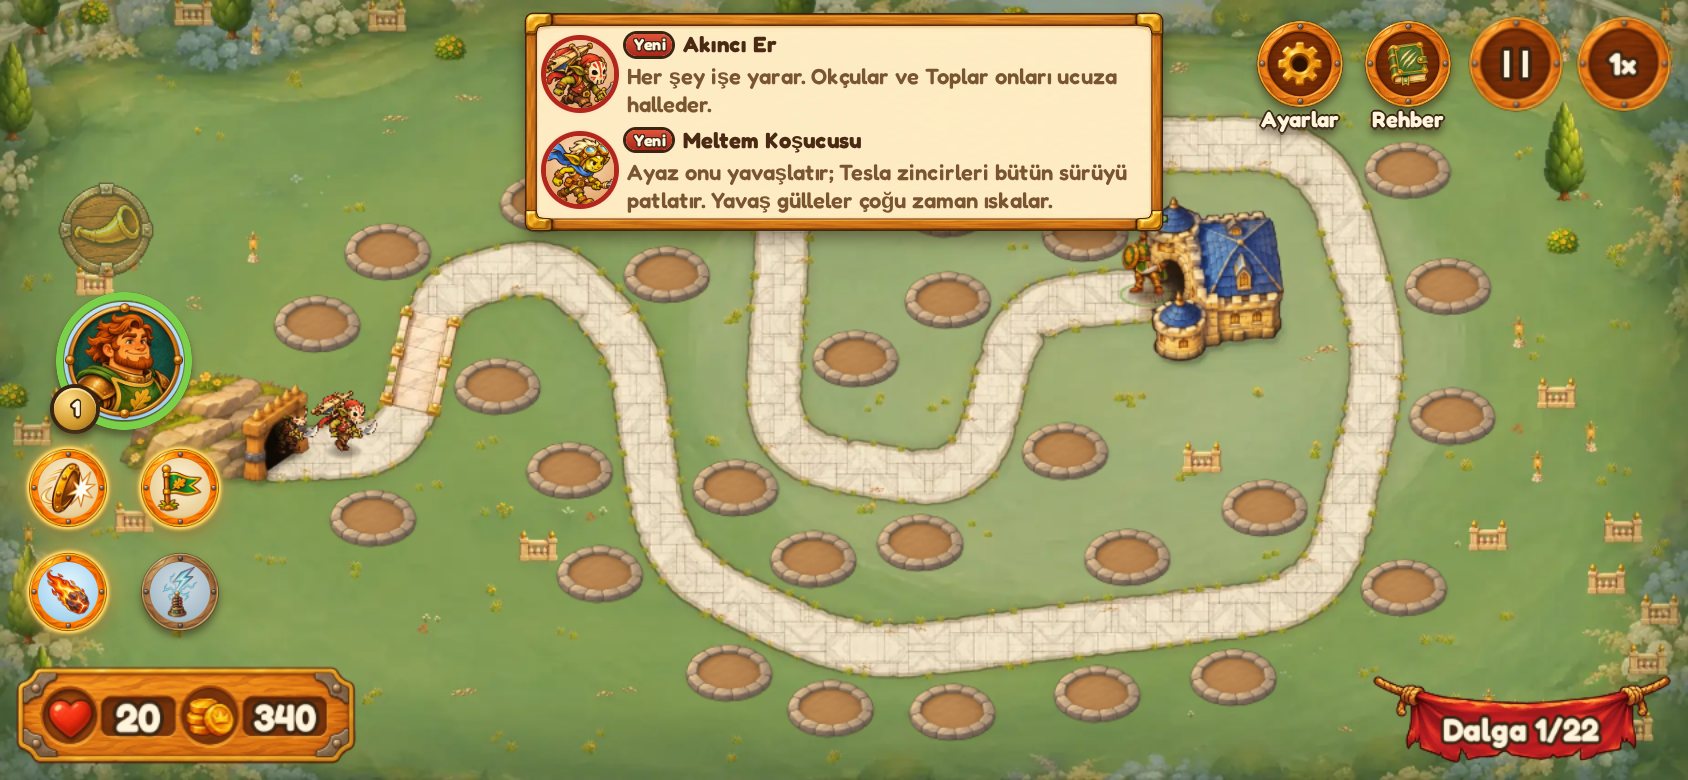 Yeni Akıncı Er
Her şey işe yarar. Okçular ve Toplar onları ucuza
halleder.
Yeni Meltem Koşucusu
Ayaz onu yavaşlatır; Tesla zincirleri bütün sürüyü
patlatır. Yavaş gülleler çoğu zaman ıskalar.
1x
Ayarlar
Rehber
1
20
340
Dalga 1/22